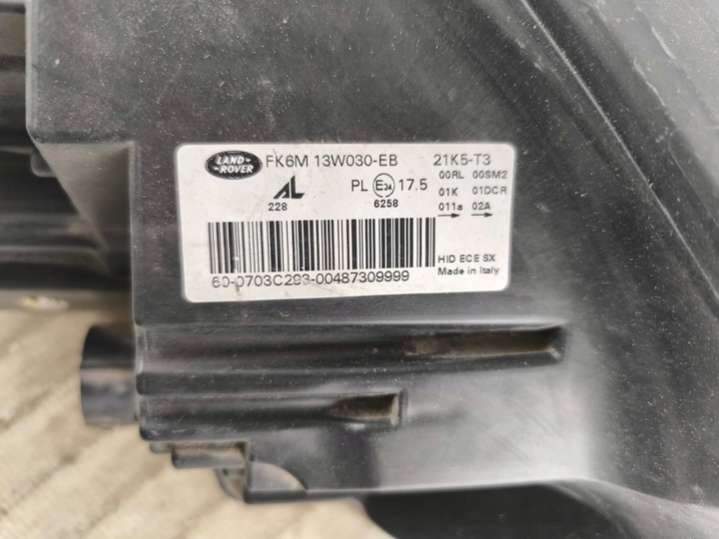 LAND ROVER FK6M 13W030-EB 21K5-T3
AL PL E24 17.5 00RL 00SM2
228 6258 01K 01DCR
011a 02A
HID ECE SX
Made in Italy
60-0703C293-00487309999